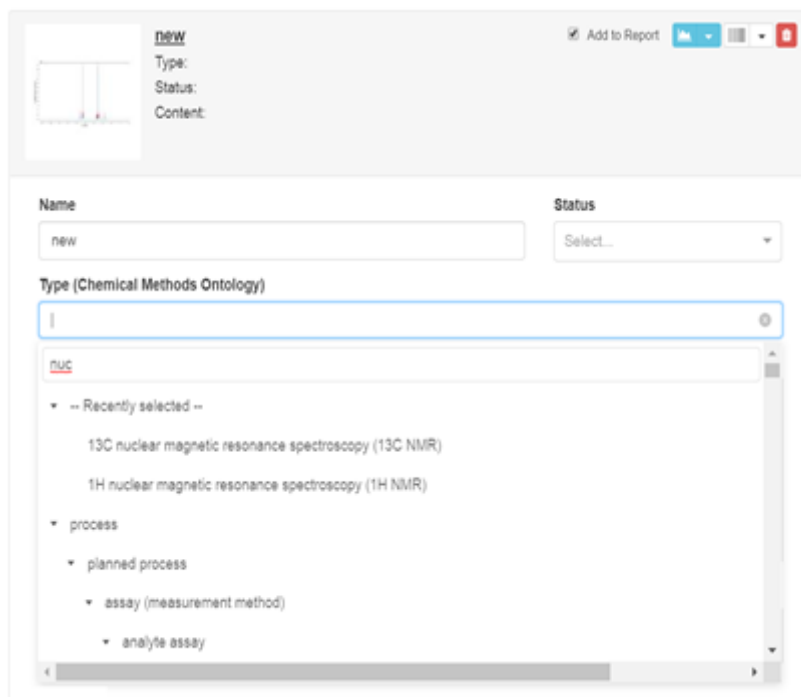 new
Add to Report
Type:
Status:
Content:
Name
Status
new
Select...
Type (Chemical Methods Ontology)
nuc
-- Recently selected --
13C nuclear magnetic resonance spectroscopy (13C NMR)
1H nuclear magnetic resonance spectroscopy (1H NMR)
process
planned process
assay (measurement method)
analyte assay